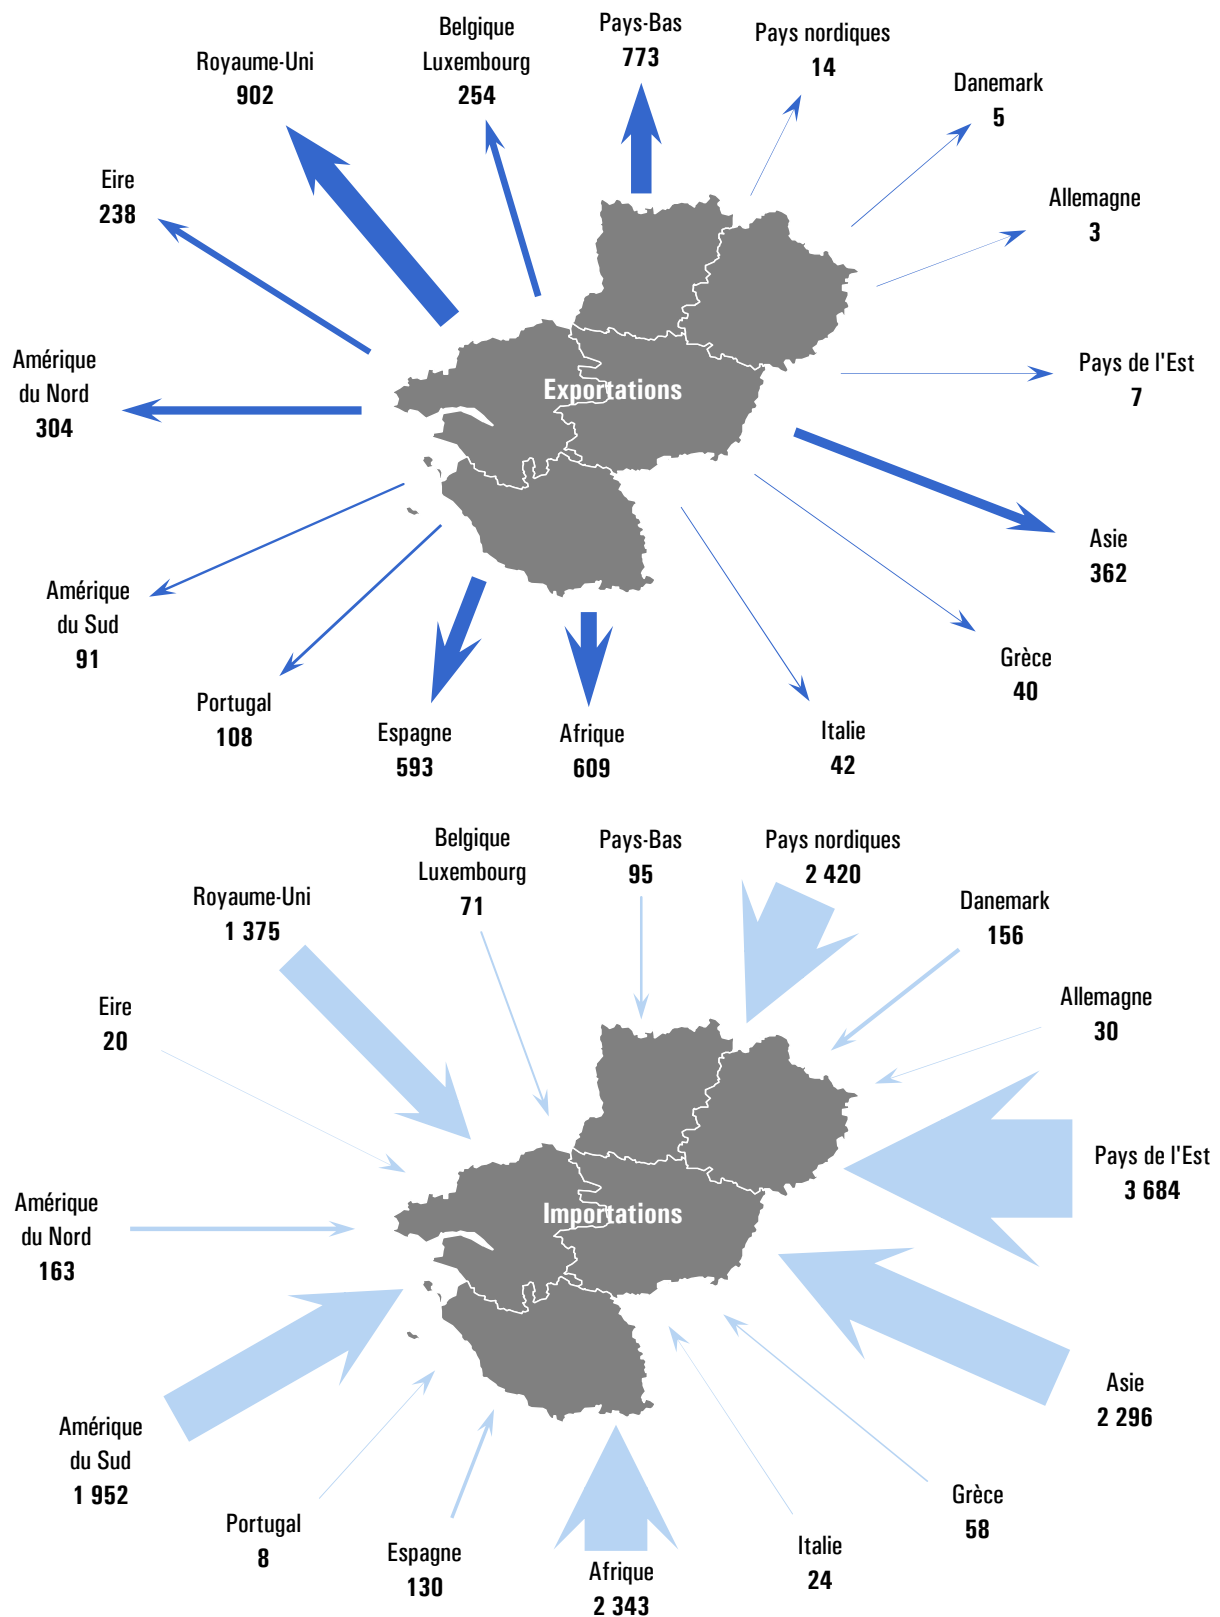 Pays-Bas
773
Belgique
Luxembourg
254
Pays nordiques
14
Royaume-Uni
902
Danemark
5
Eire
238
Allemagne
3
Amérique
du Nord
304
Pays de l'Est
7
Exportations
Asie
362
Amérique
du Sud
91
Grèce
40
Portugal
108
Espagne
593
Afrique
609
Italie
42
Belgique
Luxembourg
71
Pays-Bas
95
Pays nordiques
2 420
Royaume-Uni
1 375
Danemark
156
Eire
20
Allemagne
30
Pays de l'Est
3 684
Amérique
du Nord
163
Importations
Asie
2 296
Amérique
du Sud
1 952
Grèce
58
Portugal
8
Espagne
130
Afrique
2 343
Italie
24